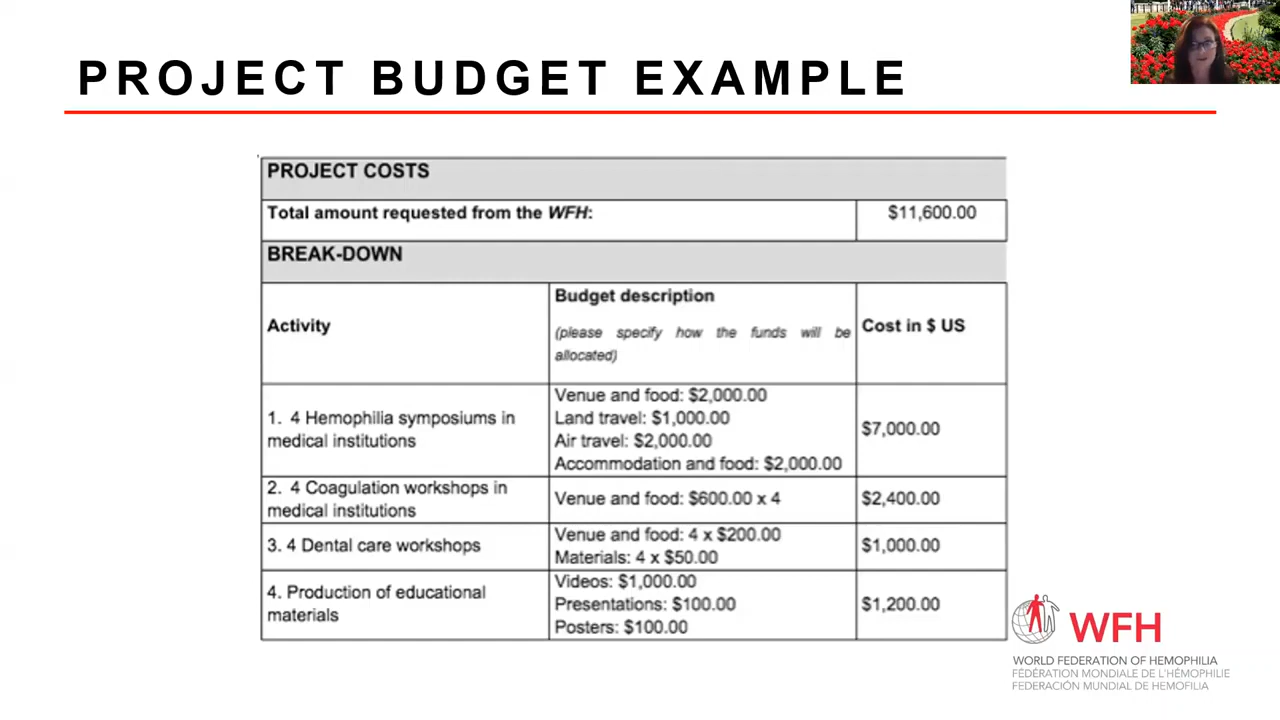 PROJECT BUDGET EXAMPLE
PROJECT COSTS
Total amount requested from the WFH:
$11,600.00
BREAK-DOWN
Activity
Budget description
(please specify how the funds will be
allocated)
Cost in $ US
1. 4 Hemophilia symposiums in
medical institutions
Venue and food: $2,000.00
Land travel: $1,000.00
Air travel: $2,000.00
Accommodation and food: $2,000.00
$7,000.00
2. 4 Coagulation workshops in
medical institutions
Venue and food: $600.00 x 4
$2,400.00
3. 4 Dental care workshops
Venue and food: 4 x $200.00
Materials: 4 x $50.00
$1,000.00
4. Production of educational
materials
Videos: $1,000.00
Presentations: $100.00
Posters: $100.00
$1,200.00
WFH
WORLD FEDERATION OF HEMOPHILIA
FÉDÉRATION MONDIALE DE L'HÉMOPHILIE
FEDERACIÓN MUNDIAL DE HEMOFILIA